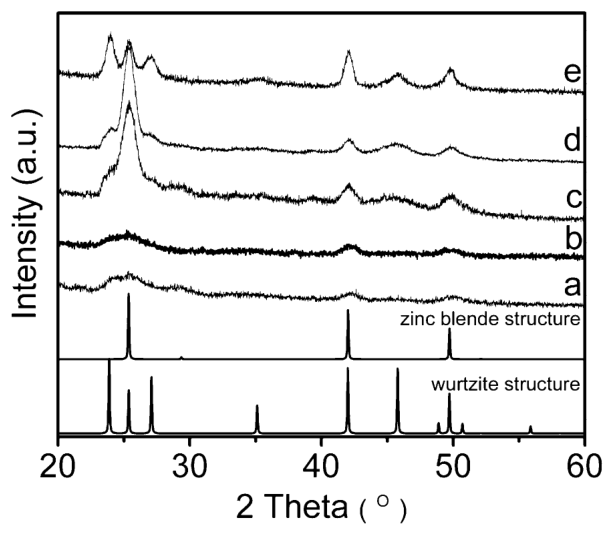 Intensity (a.u.)
e
d
c
b
a
zinc blende structure
wurtzite structure
20 30 40 50 60
2 Theta ( ° )